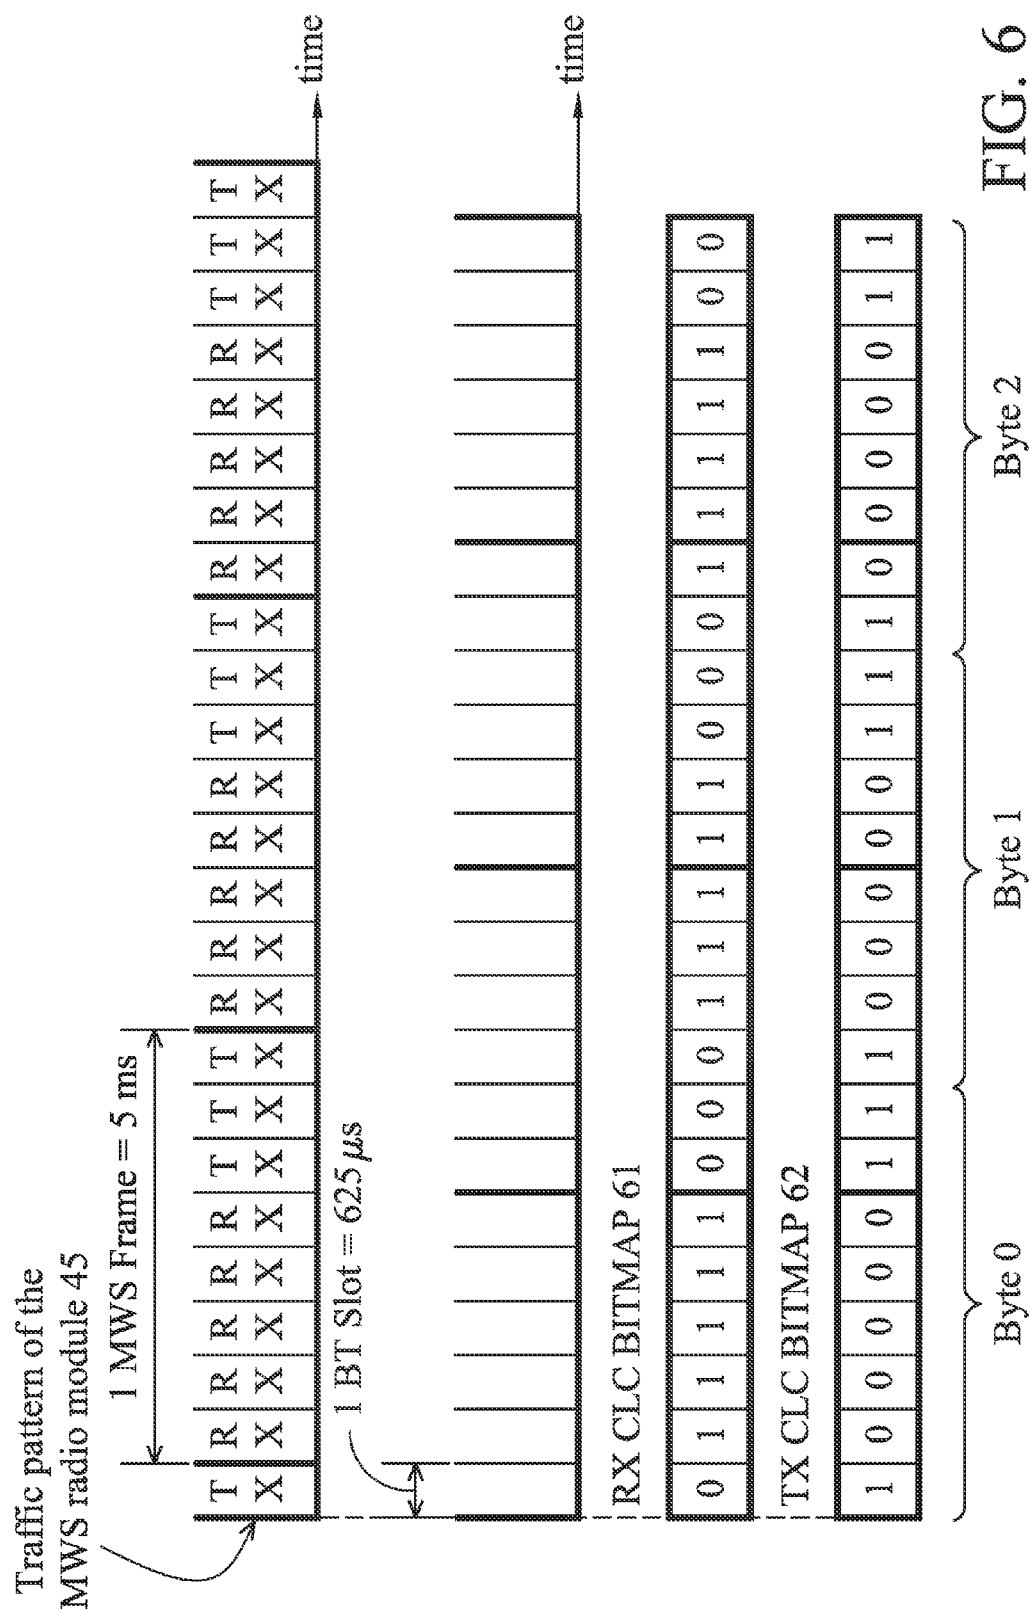 Traffic pattern of the
MWS radio module 45
1 MWS Frame = 5 ms
T R R R R R T T T R R R R R T T T R R R R R T T T
X X X X X X X X X X X X X X X X X X X X X X X X X
time
1 BT Slot = 625 µs
time
RX CLC BITMAP 61
0 1 1 1 1 1 0 0 0 1 1 1 1 1 0 0 0 1 1 1 1 1 0 0
TX CLC BITMAP 62
1 0 0 0 0 0 1 1 1 0 0 0 0 0 1 1 1 0 0 0 0 0 1 1
Byte 0 Byte 1 Byte 2
FIG. 6